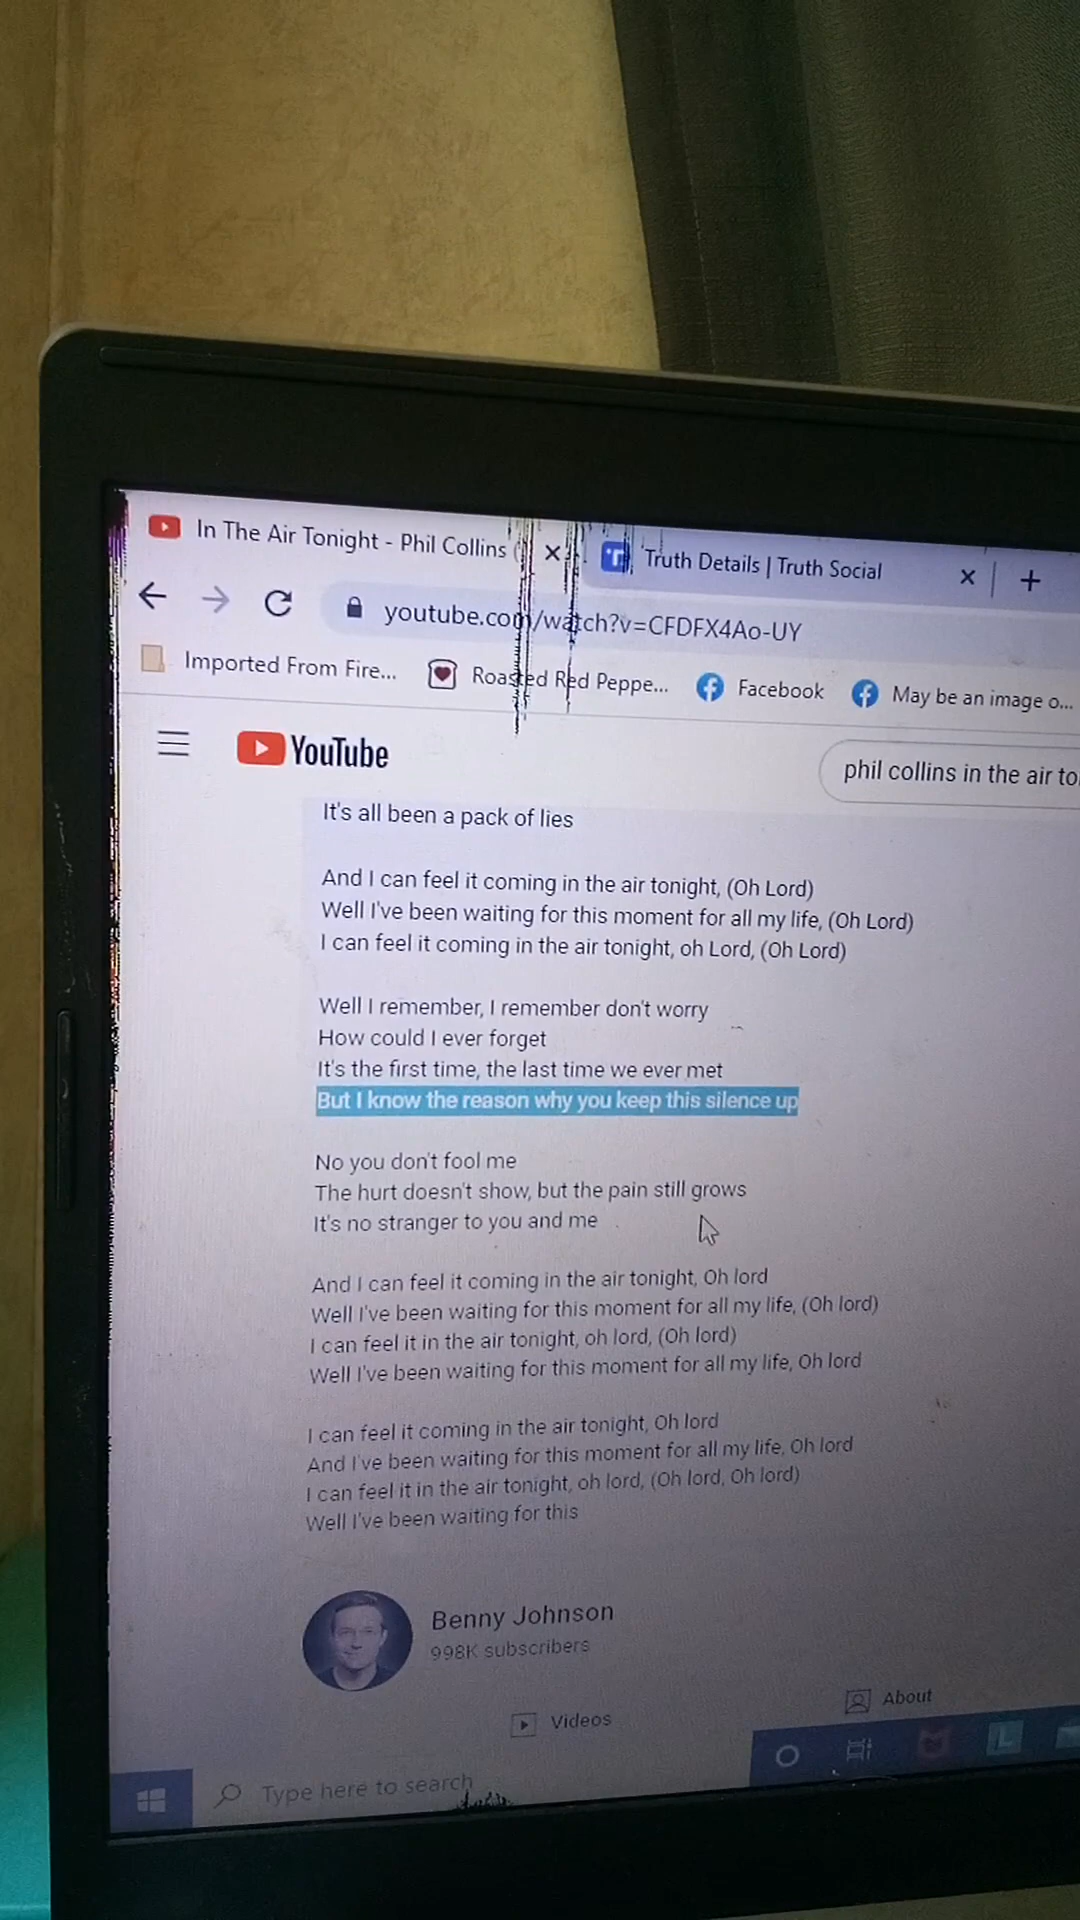 In The Air Tonight - Phil Collins (
Truth Details | Truth Social
youtube.com/watch?v=CFDFX4Ao-UY
Imported From Fire...
Roasted Red Peppe...
Facebook
May be an image o...
YouTube
phil collins in the air to
It's all been a pack of lies
And I can feel it coming in the air tonight, (Oh Lord)
Well I've been waiting for this moment for all my life, (Oh Lord)
I can feel it coming in the air tonight, oh Lord, (Oh Lord)
Well I remember, I remember don't worry
How could I ever forget
It's the first time, the last time we ever met
But I know the reason why you keep this silence up
No you don't fool me
The hurt doesn't show, but the pain still grows
It's no stranger to you and me
And I can feel it coming in the air tonight, Oh lord
Well I've been waiting for this moment for all my life, (Oh lord)
I can feel it in the air tonight, oh lord, (Oh lord)
Well I've been waiting for this moment for all my life, Oh lord
I can feel it coming in the air tonight, Oh lord
And I've been waiting for this moment for all my life, Oh lord
I can feel it in the air tonight, oh lord, (Oh lord, Oh lord)
Well I've been waiting for this
Benny Johnson
998K subscribers
Videos
About
Type here to search